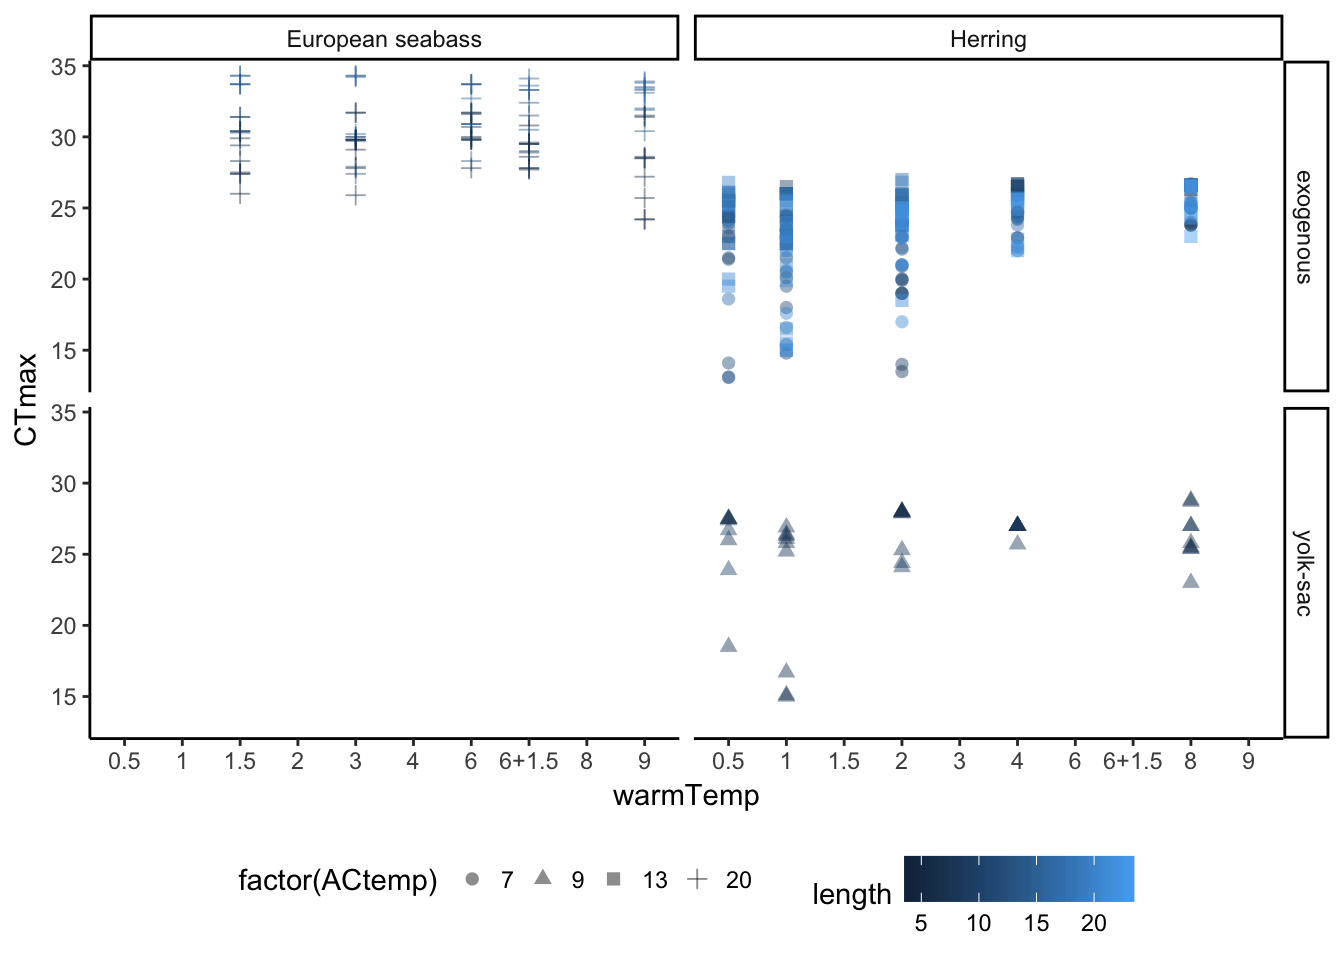 European seabass Herring
35
30
25
20
15
exogenous
CTmax
35
30
25
20
15
yolk-sac
0.5 1 1.5 2 3 4 6 6+1.5 8 9 0.5 1 1.5 2 3 4 6 6+1.5 8 9
warmTemp
factor(ACtemp) 7 9 13 20 length
5 10 15 20